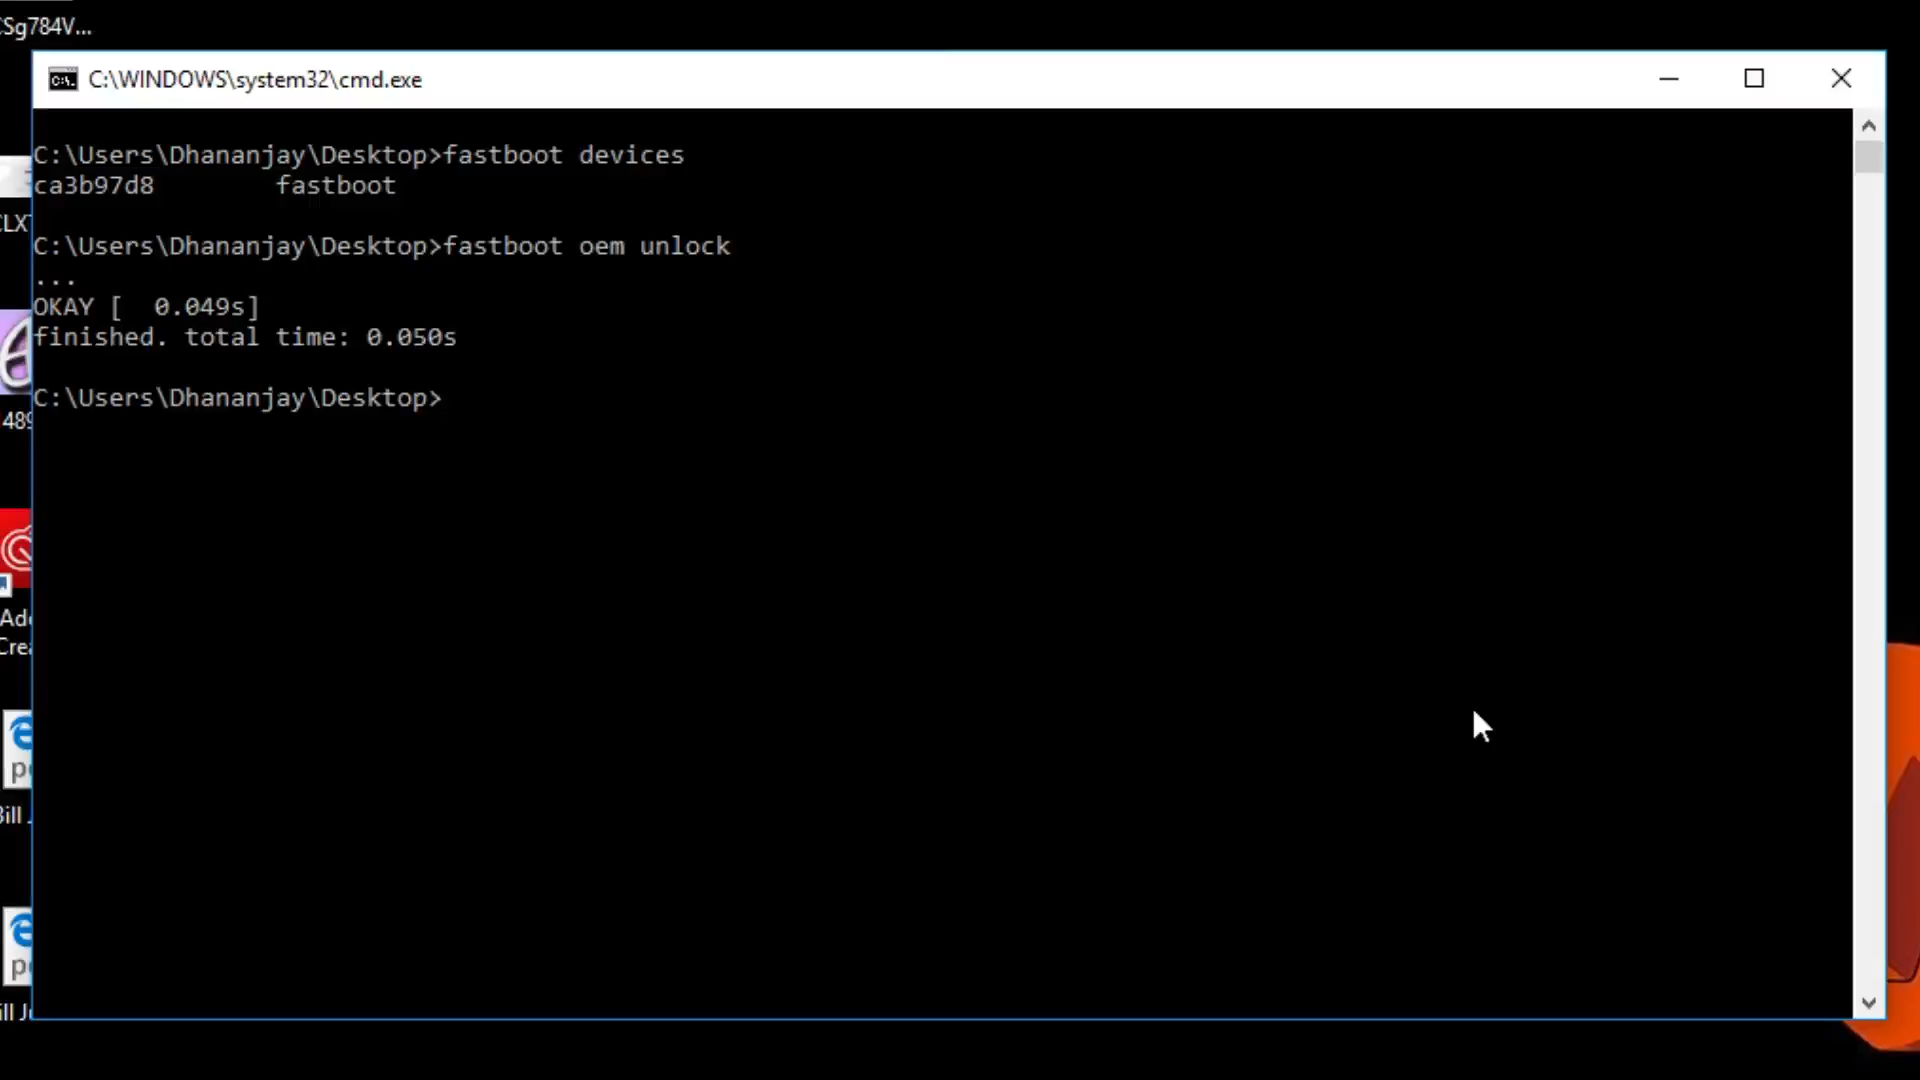 Sg784V...
C:\WINDOWS\system32\cmd.exe
C:\Users\Dhananjay\Desktop>fastboot devices
ca3b97d8 fastboot
C:\Users\Dhananjay\Desktop>fastboot oem unlock
...
OKAY [ 0.049s]
finished. total time: 0.050s
C:\Users\Dhananjay\Desktop>